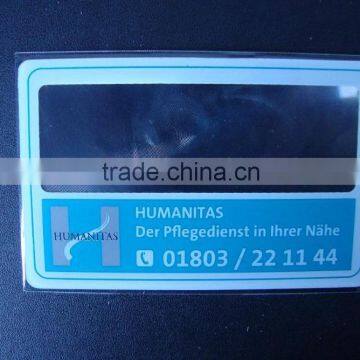 trade.china.cn
HUMANITAS
HUMANITAS
Der Pflegedienst in Ihrer Nähe
01803 / 22 11 44